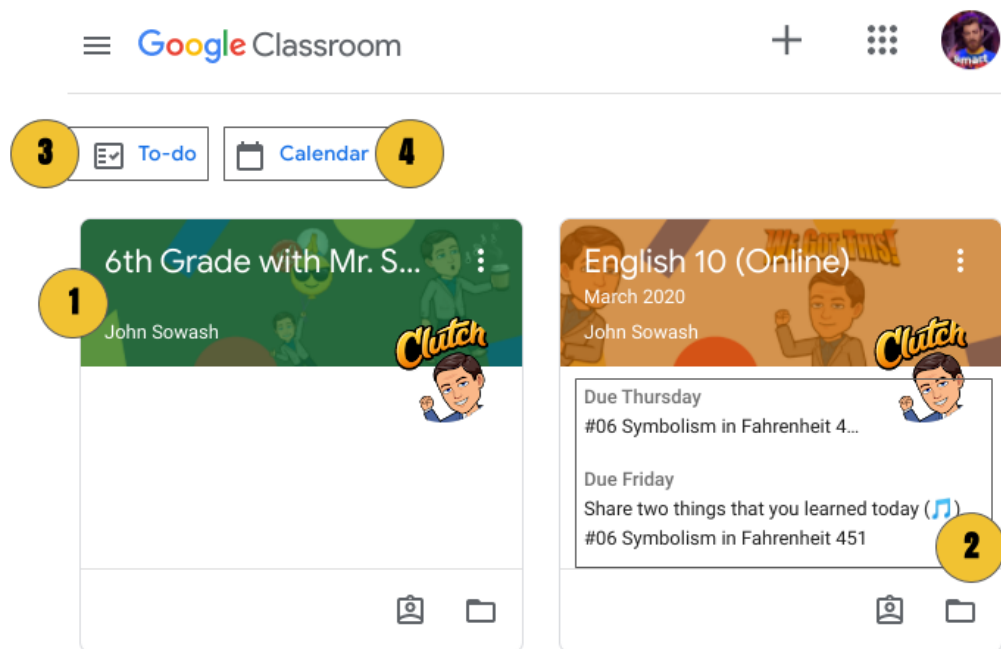 Google Classroom
smart
3
To-do
Calendar
4
6th Grade with Mr. S...
1
John Sowash
Clutch
WE GOT THIS!
English 10 (Online)
March 2020
John Sowash
Clutch
Due Thursday
#06 Symbolism in Fahrenheit 4...
Due Friday
Share two things that you learned today (🎵)
#06 Symbolism in Fahrenheit 451
2